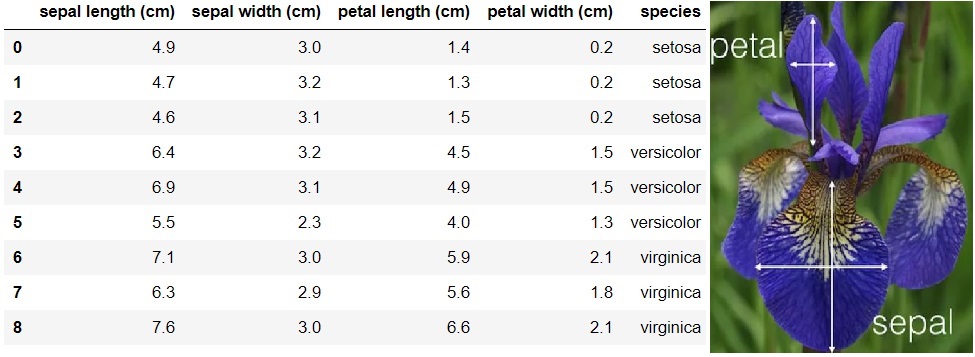 sepal length (cm) sepal width (cm) petal length (cm) petal width (cm) species
0 4.9 3.0 1.4 0.2 setosa
1 4.7 3.2 1.3 0.2 setosa
2 4.6 3.1 1.5 0.2 setosa
3 6.4 3.2 4.5 1.5 versicolor
4 6.9 3.1 4.9 1.5 versicolor
5 5.5 2.3 4.0 1.3 versicolor
6 7.1 3.0 5.9 2.1 virginica
7 6.3 2.9 5.6 1.8 virginica
8 7.6 3.0 6.6 2.1 virginica
petal
sepal